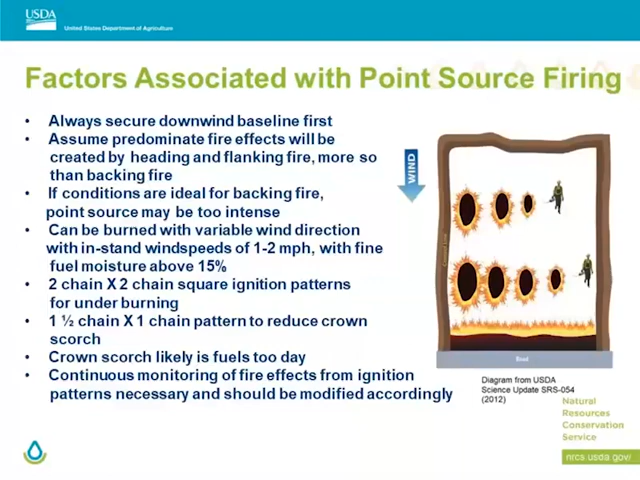 USDA
United States Department of Agriculture
Factors Associated with Point Source Firing
• Always secure downwind baseline first
• Assume predominate fire effects will be
created by heading and flanking fire, more so
than backing fire
• If conditions are ideal for backing fire,
point source may be too intense
• Can be burned with variable wind direction
with in-stand windspeeds of 1-2 mph, with fine
fuel moisture above 15%
• 2 chain X 2 chain square ignition patterns
for under burning
• 1 ½ chain X 1 chain pattern to reduce crown
scorch
• Crown scorch likely is fuels too day
• Continuous monitoring of fire effects from ignition
patterns necessary and should be modified accordingly
WIND
Control Line
Road
Diagram from USDA
Science Update SRS-054
(2012)
Natural
Resources
Conservation
Service
nrcs.usda.gov/